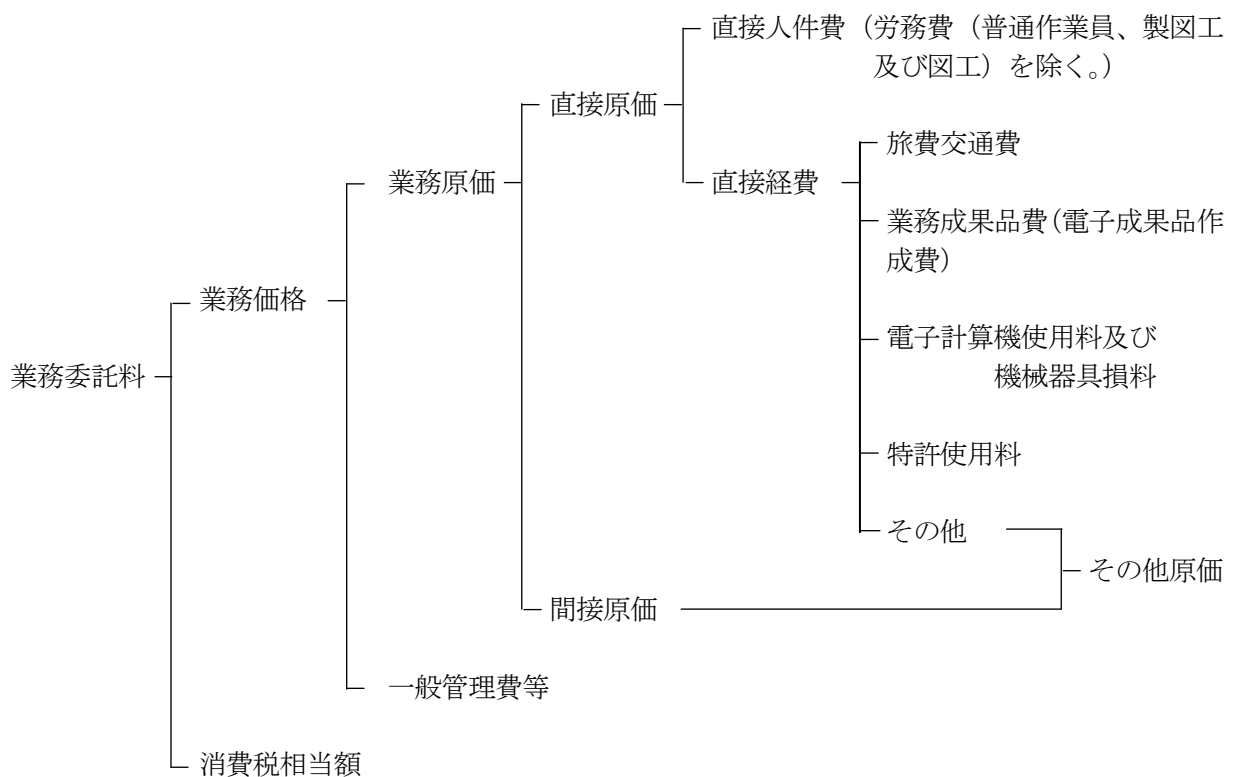 直接人件費（労務費（普通作業員、製図工
及び図工）を除く。）
直接原価
旅費交通費
業務原価
直接経費
業務成果品費（電子成果品作
成費）
業務価格
電子計算機使用料及び
機械器具損料
業務委託料
特許使用料
その他
その他原価
間接原価
一般管理費等
消費税相当額